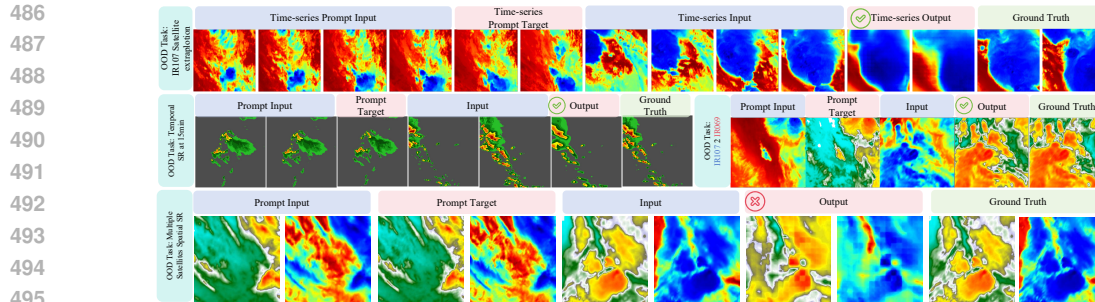 486
487
488
489
490
491
492
493
494
495
OOD Task:
IR107 Satellite
extraplotion
Time-series Prompt Input
Time-series
Prompt Target
Time-series Input
Time-series Output
Ground Truth
OOD Task: Temporal
SR at 15min
Prompt Input
Prompt
Target
Input
Output
Ground
Truth
OOD Task:
IR107 2 IR069
Prompt Input
Prompt
Target
Input
Output
Ground Truth
OOD Task: Multiple
Satellites Spatial SR
Prompt Input
Prompt Target
Input
Output
Ground Truth